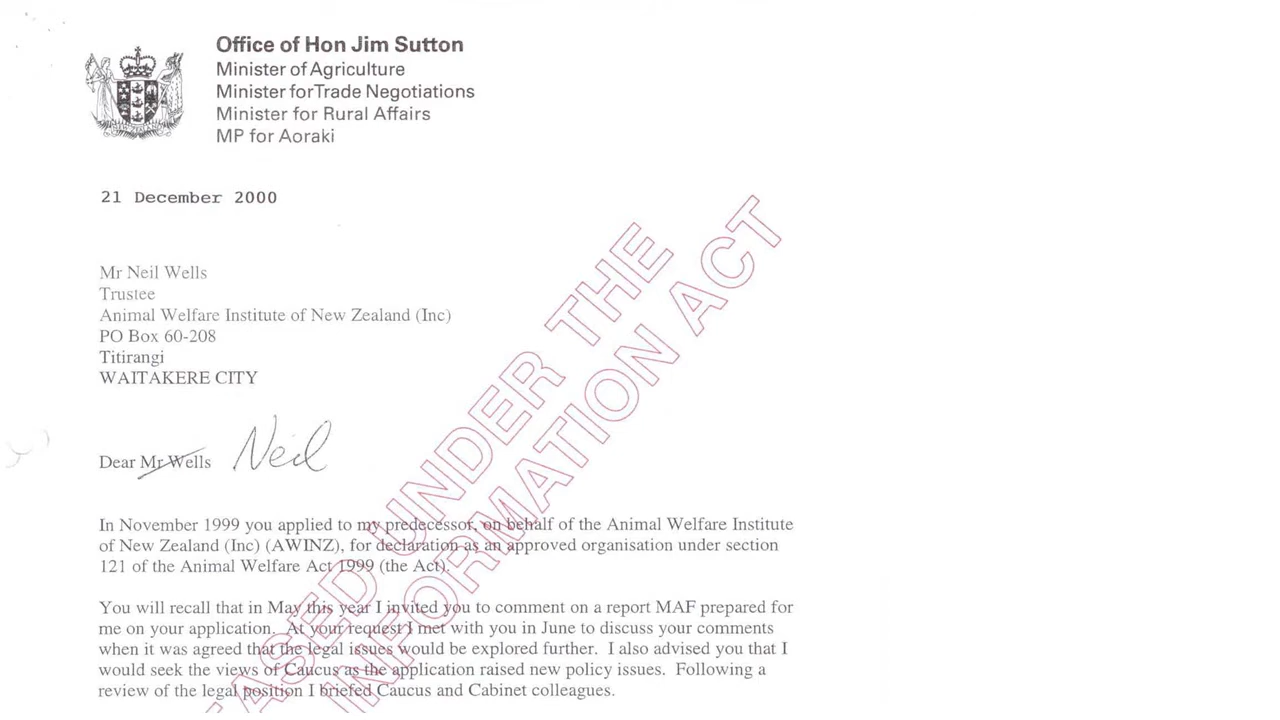 Office of Hon Jim Sutton
Minister of Agriculture
Minister for Trade Negotiations
Minister for Rural Affairs
MP for Aoraki
21 December 2000
Mr Neil Wells
Trustee
Animal Welfare Institute of New Zealand (Inc)
PO Box 60-208
Titirangi
WAITAKERE CITY
Dear Mr Wells Neil
In November 1999 you applied to my predecessor, on behalf of the Animal Welfare Institute
of New Zealand (Inc) (AWINZ), for declaration as an approved organisation under section
121 of the Animal Welfare Act 1999 (the Act).
You will recall that in May this year I invited you to comment on a report MAF prepared for
me on your application. At your request I met with you in June to discuss your comments
when it was agreed that the legal issues would be explored further. I also advised you that I
would seek the views of Caucus as the application raised new policy issues. Following a
review of the legal position I briefed Caucus and Cabinet colleagues.
ASED UNDER THE
INFORMATION ACT